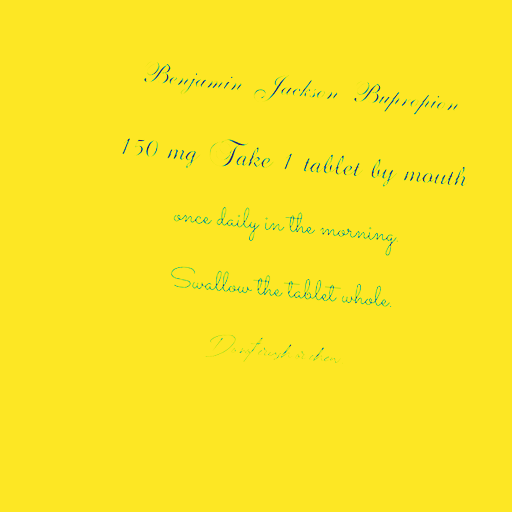 Benjamin Jackson Bupropion
150 mg Take 1 tablet by mouth
once daily in the morning.
Swallow the tablet whole.